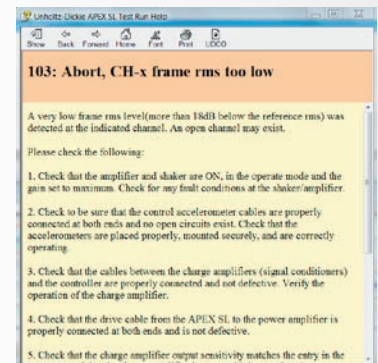 Unholtz-Dickie APEX SL Test Run Help
Show Back Forward Home Font Print UDCO
103: Abort, CH-x frame rms too low
A very low frame rms level(more than 18dB below the reference rms) was
detected at the indicated channel. An open channel may exist.
Please check the following:
1. Check that the amplifier and shaker are ON, in the operate mode and the
gain set to maximum. Check for any fault conditions at the shaker/amplifier.
2. Check to be sure that the control accelerometer cables are properly
connected at both ends and no open circuits exist. Check that the
accelerometers are placed properly, mounted securely, and are correctly
operating.
3. Check that the cables between the charge amplifiers (signal conditioners)
and the controller are properly connected and not defective. Verify the
operation of the charge amplifier.
4. Check that the drive cable from the APEX SL to the power amplifier is
properly connected at both ends and is not defective.
5. Check that the charge amplifier output sensitivity matches the entry in the